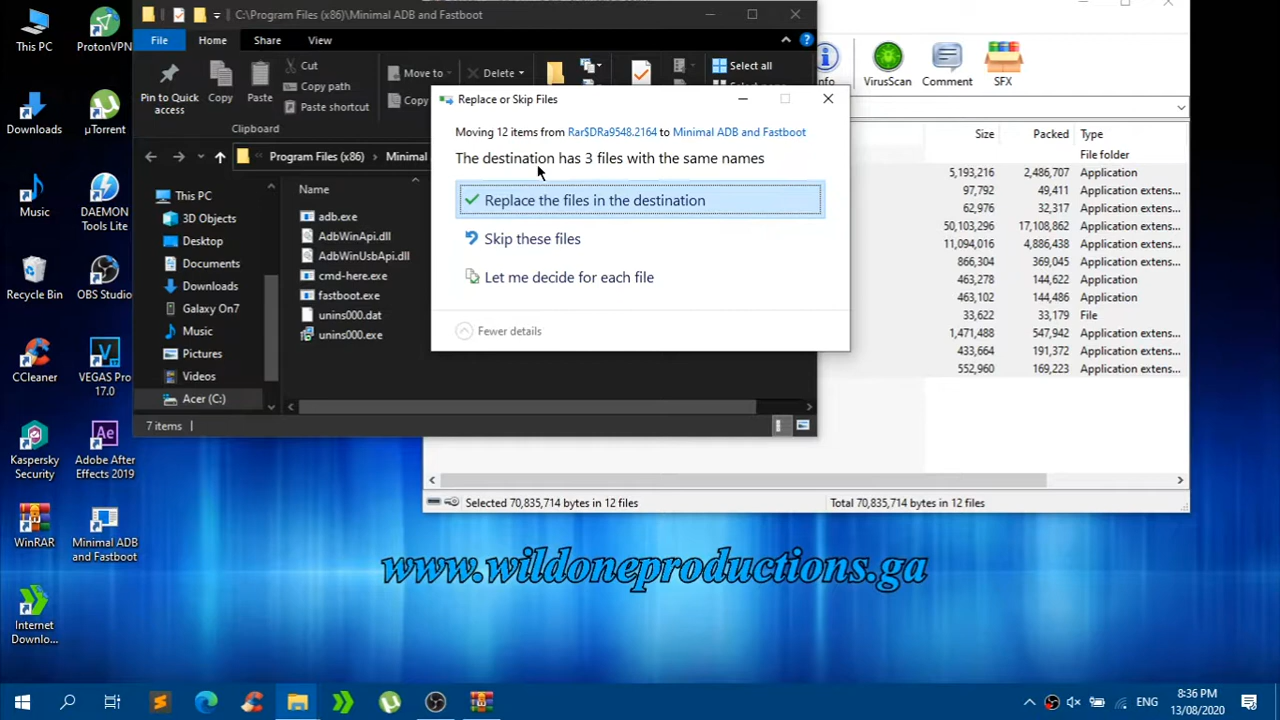 This PC
ProtonVPN
Downloads
µTorrent
Music
DAEMON
Tools Lite
Recycle Bin
OBS Studio
CCleaner
VEGAS Pro
17.0
Kaspersky
Security
Adobe After
Effects 2019
WinRAR
Minimal ADB
and Fastboot
Internet
Downlo...
C:\Program Files (x86)\Minimal ADB and Fastboot
File
Home
Share
View
Pin to Quick
access
Copy
Paste
Cut
Copy path
Paste shortcut
Clipboard
Move to
Copy
Delete
Select all
Program Files (x86)
Minimal
This PC
3D Objects
Desktop
Documents
Downloads
Galaxy On7
Music
Pictures
Videos
Acer (C:)
Name
adb.exe
AdbWinApi.dll
AdbWinUsbApi.dll
cmd-here.exe
fastboot.exe
unins000.dat
unins000.exe
7 items
Replace or Skip Files
Moving 12 items from Rar$DRa9548.2164 to Minimal ADB and Fastboot
The destination has 3 files with the same names
Replace the files in the destination
Skip these files
Let me decide for each file
Fewer details
VirusScan
Comment
SFX
Size Packed Type
File folder
5,193,216 2,486,707 Application
97,792 49,411 Application extens...
62,976 32,317 Application extens...
50,103,296 17,108,862 Application extens...
11,094,016 4,886,438 Application extens...
866,304 369,045 Application extens...
463,278 144,622 Application
463,102 144,486 Application
33,622 9,179 File
1,471,488 547,942 Application extens...
433,664 191,372 Application extens...
552,960 169,223 Application extens...
Selected 70,835,714 bytes in 12 files
Total 70,835,714 bytes in 12 files
www.wildoneproductions.ga
ENG
8:36 PM
13/08/2020